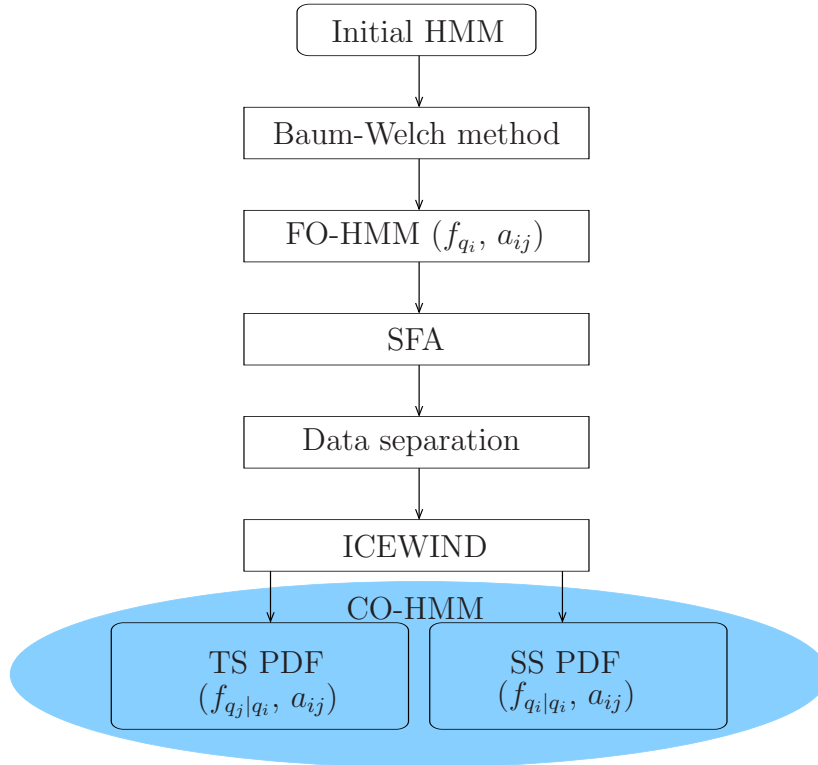 Initial HMM
Baum-Welch method
FO-HMM ($f_{q_i}$, $a_{ij}$)
SFA
Data separation
ICEWIND
CO-HMM
TS PDF
($f_{q_j|q_i}$, $a_{ij}$)
SS PDF
($f_{q_i|q_i}$, $a_{ij}$)